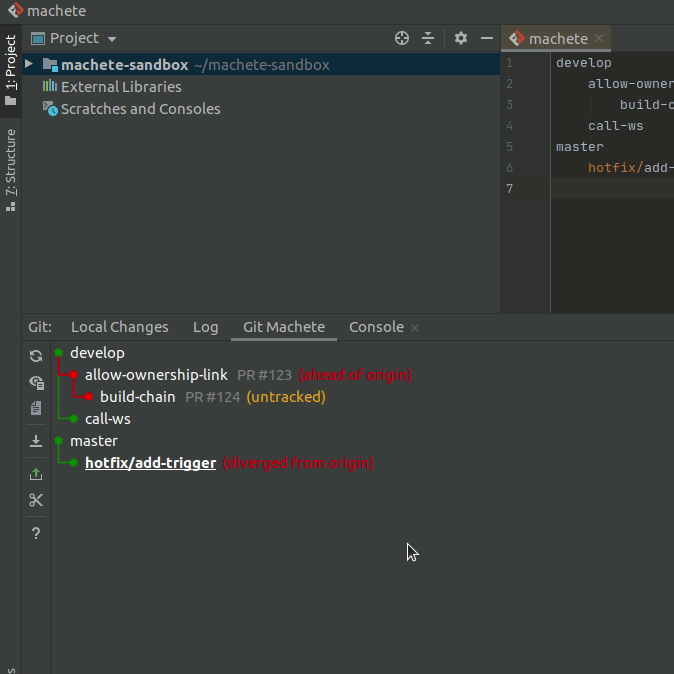 machete
1: Project
7: Structure
Project
machete-sandbox ~/machete-sandbox
External Libraries
Scratches and Consoles
machete
1 develop
2 allow-owner
3 build-c
4 call-ws
5 master
6 hotfix/add-
7
Git: Local Changes Log Git Machete Console
develop
allow-ownership-link PR #123 (ahead of origin)
build-chain PR #124 (untracked)
call-ws
master
hotfix/add-trigger (diverged from origin)
?